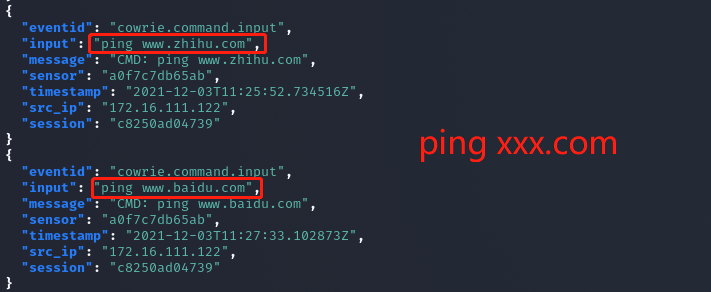 {
"eventid": "cowrie.command.input",
"input": "ping www.zhihu.com",
"message": "CMD: ping www.zhihu.com",
"sensor": "a0f7c7db65ab",
"timestamp": "2021-12-03T11:25:52.734516Z",
"src_ip": "172.16.111.122",
"session": "c8250ad04739"
}
{
"eventid": "cowrie.command.input",
"input": "ping www.baidu.com",
"message": "CMD: ping www.baidu.com",
"sensor": "a0f7c7db65ab",
"timestamp": "2021-12-03T11:27:33.102873Z",
"src_ip": "172.16.111.122",
"session": "c8250ad04739"
}
ping xxx.com